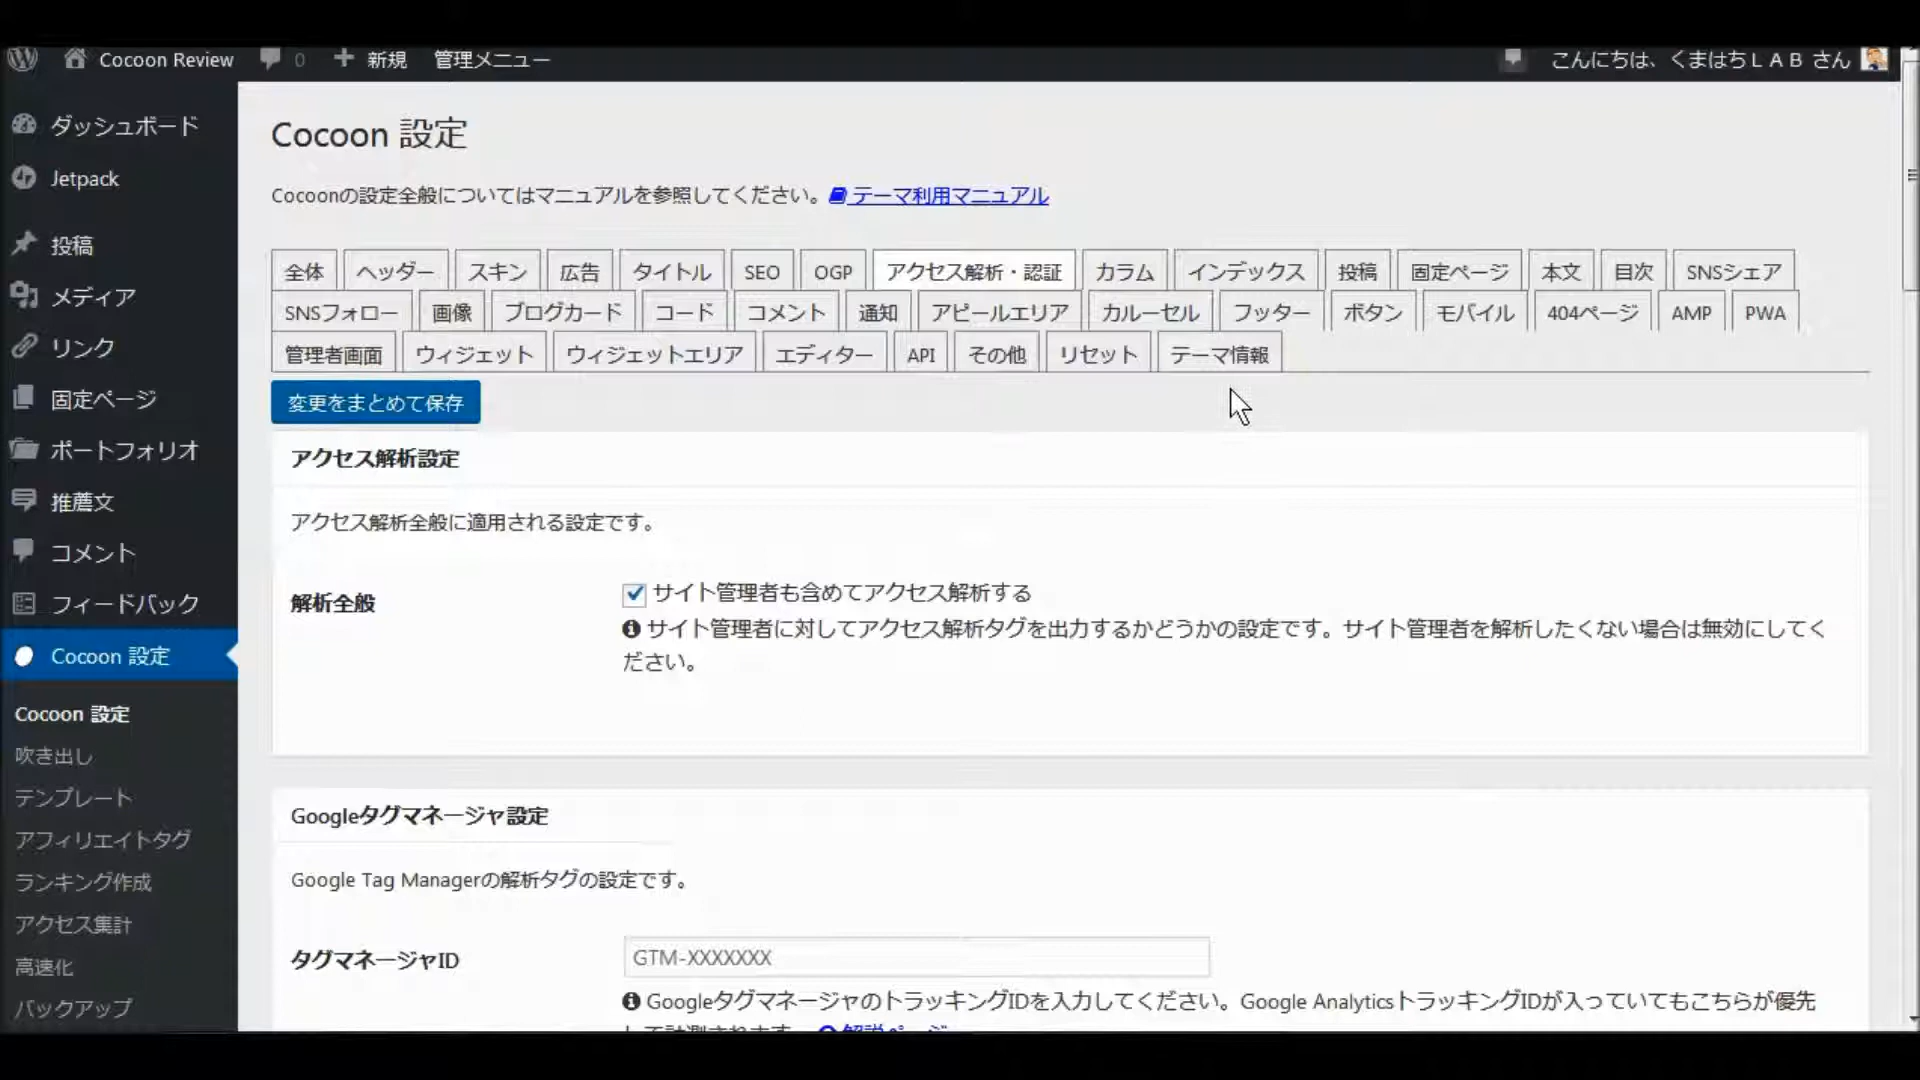 Cocoon Review 0 新規 管理メニュー こんにちは、くまはちＬＡＢ さん
ダッシュボード
Jetpack
投稿
メディア
リンク
固定ページ
ポートフォリオ
推薦文
コメント
フィードバック
Cocoon 設定
Cocoon 設定
吹き出し
テンプレート
アフィリエイトタグ
ランキング作成
アクセス集計
高速化
バックアップ
Cocoon 設定
Cocoonの設定全般についてはマニュアルを参照してください。 テーマ利用マニュアル
全体 ヘッダー スキン 広告 タイトル SEO OGP アクセス解析・認証 カラム インデックス 投稿 固定ページ 本文 目次 SNSシェア
SNSフォロー 画像 ブログカード コード コメント 通知 アピールエリア カルーセル フッター ボタン モバイル 404ページ AMP PWA
管理者画面 ウィジェット ウィジェットエリア エディター API その他 リセット テーマ情報
変更をまとめて保存
アクセス解析設定
アクセス解析全般に適用される設定です。
解析全般
サイト管理者も含めてアクセス解析する
サイト管理者に対してアクセス解析タグを出力するかどうかの設定です。サイト管理者を解析したくない場合は無効にしてく
ださい。
Googleタグマネージャ設定
Google Tag Managerの解析タグの設定です。
タグマネージャID
GTM-XXXXXXX
GoogleタグマネージャのトラッキングIDを入力してください。Google AnalyticsトラッキングIDが入っていてもこちらが優先
して計測されます。 解説ページ